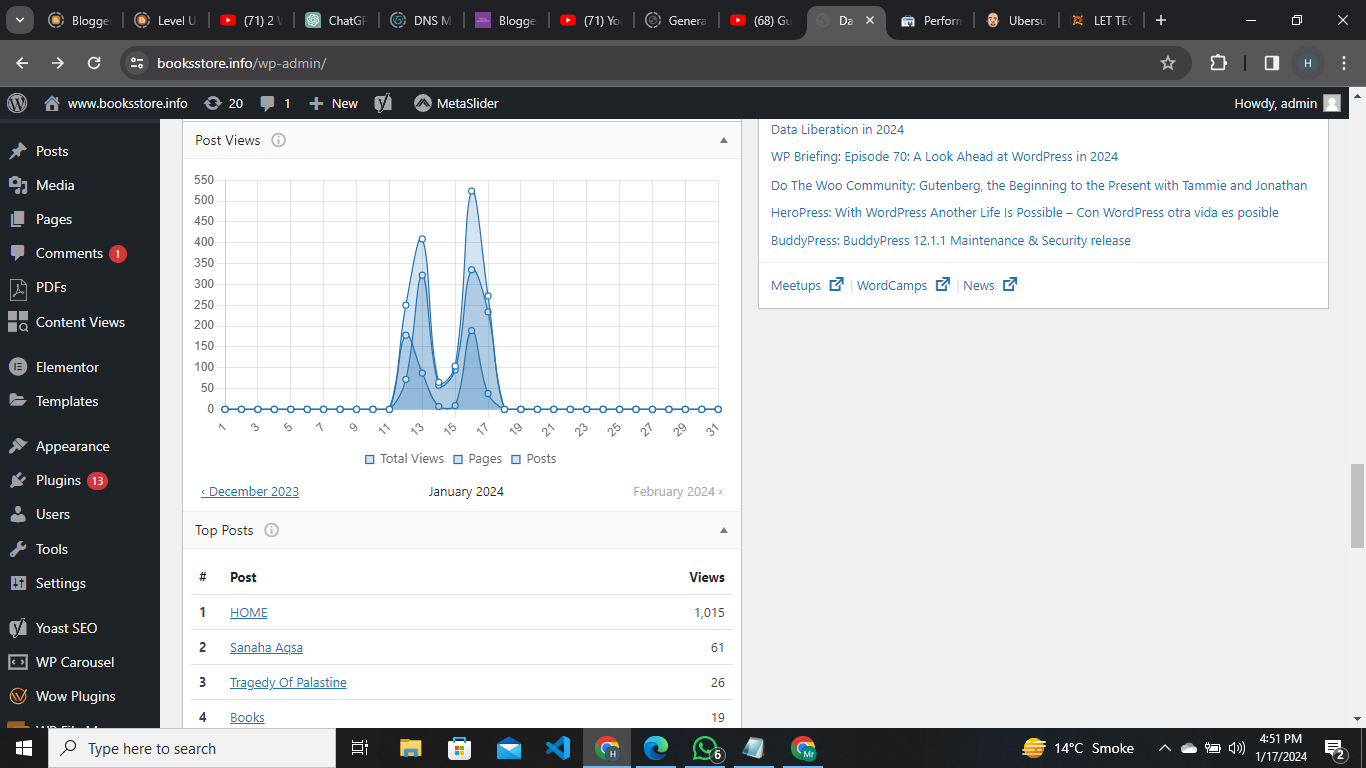 Blogge
Level U
(71) 2 V
ChatGP
DNS M
Blogge
(71) Yo
Genera
(68) Gu
Da
Perform
Ubersu
LET TEC
booksstore.info/wp-admin/
H
www.booksstore.info
20
1
New
MetaSlider
Howdy, admin
Posts
Media
Pages
Comments 1
PDFs
Content Views
Elementor
Templates
Appearance
Plugins 13
Users
Tools
Settings
Yoast SEO
WP Carousel
Wow Plugins
Post Views
550
500
450
400
350
300
250
200
150
100
50
0
1 3 5 7 9 11 13 15 17 19 21 23 25 27 29 31
Total Views Pages Posts
‹ December 2023 January 2024 February 2024 ›
Top Posts
# Post Views
1 HOME 1,015
2 Sanaha Aqsa 61
3 Tragedy Of Palastine 26
4 Books 19
Data Liberation in 2024
WP Briefing: Episode 70: A Look Ahead at WordPress in 2024
Do The Woo Community: Gutenberg, the Beginning to the Present with Tammie and Jonathan
HeroPress: With WordPress Another Life Is Possible – Con WordPress otra vida es posible
BuddyPress: BuddyPress 12.1.1 Maintenance & Security release
Meetups | WordCamps | News
Type here to search
H
6
Mr
14°C Smoke
4:51 PM
1/17/2024
2